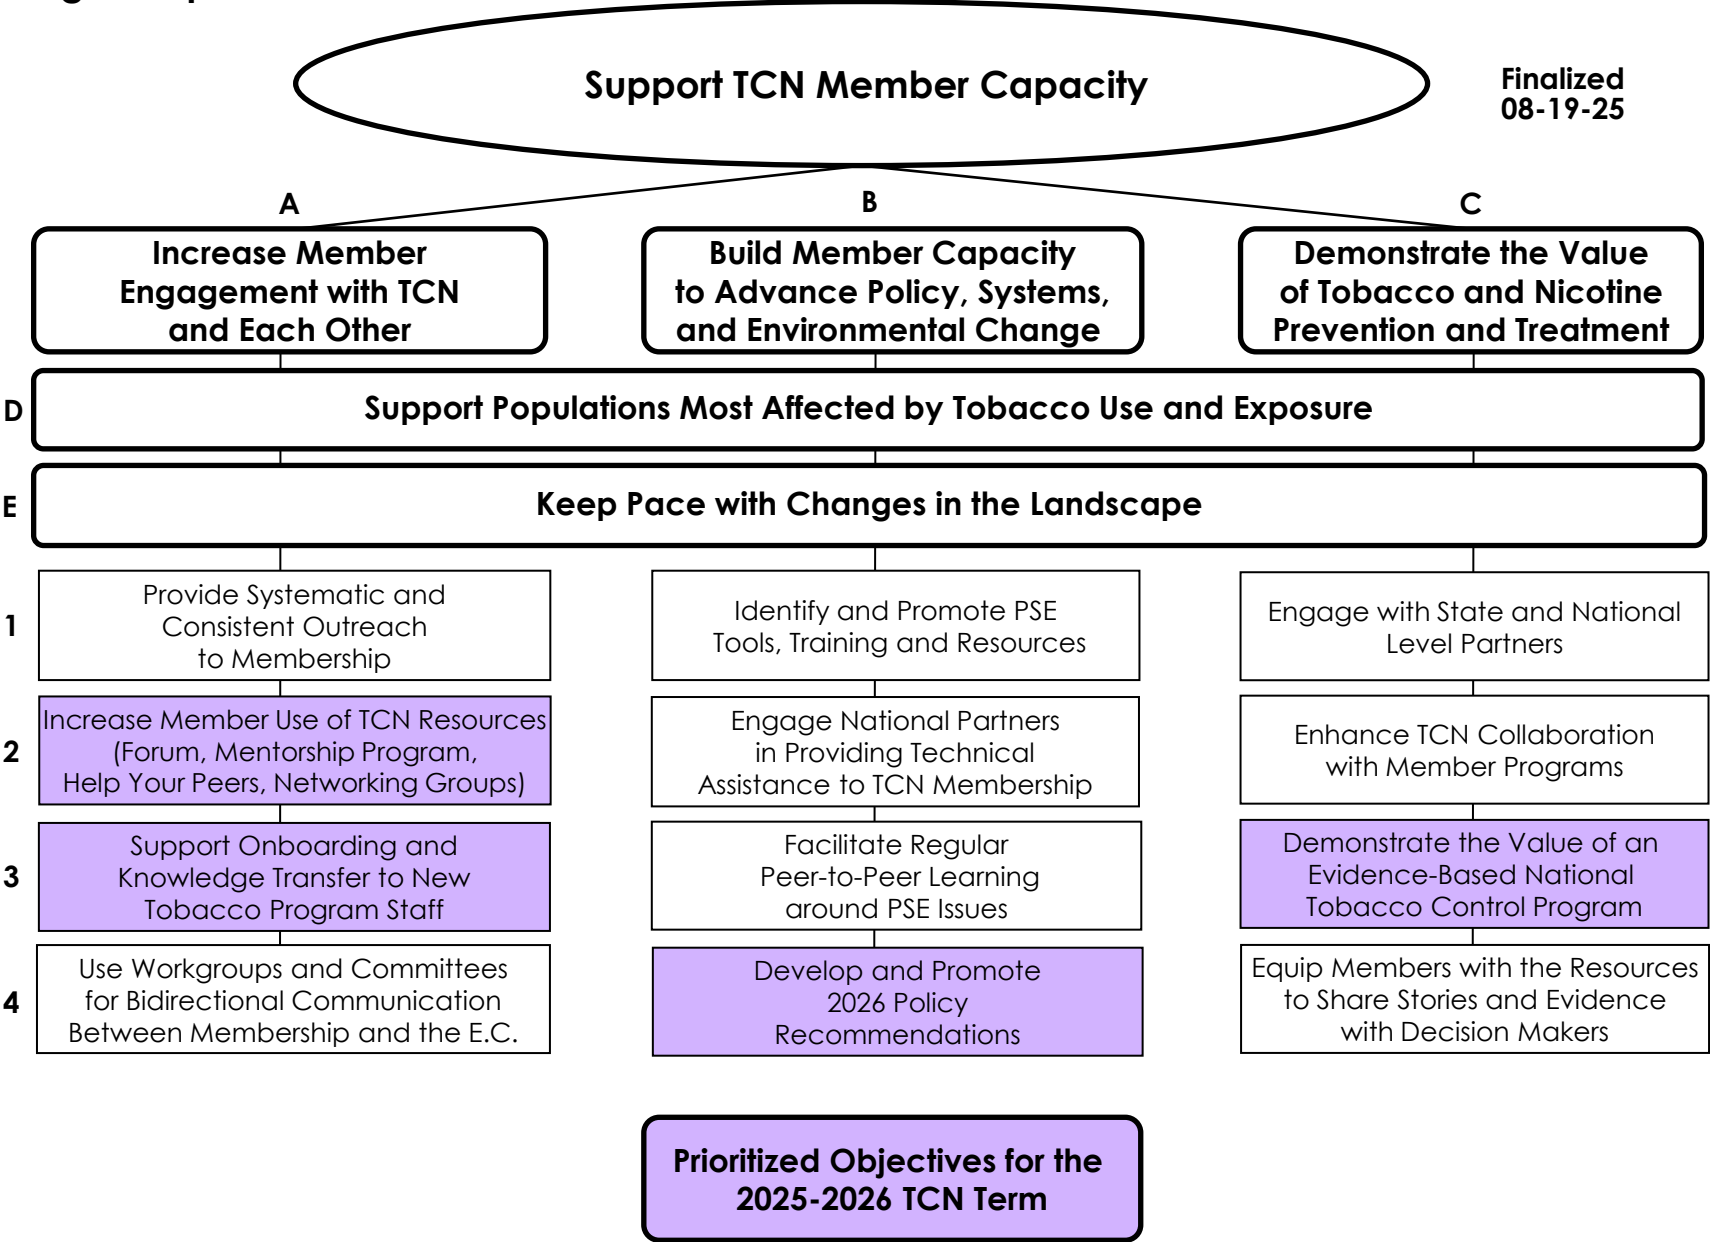 Support TCN Member Capacity
Finalized
08-19-25
A
B
C
Increase Member
Engagement with TCN
and Each Other
Build Member Capacity
to Advance Policy, Systems,
and Environmental Change
Demonstrate the Value
of Tobacco and Nicotine
Prevention and Treatment
D
Support Populations Most Affected by Tobacco Use and Exposure
E
Keep Pace with Changes in the Landscape
1
Provide Systematic and
Consistent Outreach
to Membership
Identify and Promote PSE
Tools, Training and Resources
Engage with State and National
Level Partners
2
Increase Member Use of TCN Resources
(Forum, Mentorship Program,
Help Your Peers, Networking Groups)
Engage National Partners
in Providing Technical
Assistance to TCN Membership
Enhance TCN Collaboration
with Member Programs
3
Support Onboarding and
Knowledge Transfer to New
Tobacco Program Staff
Facilitate Regular
Peer-to-Peer Learning
around PSE Issues
Demonstrate the Value of an
Evidence-Based National
Tobacco Control Program
4
Use Workgroups and Committees
for Bidirectional Communication
Between Membership and the E.C.
Develop and Promote
2026 Policy
Recommendations
Equip Members with the Resources
to Share Stories and Evidence
with Decision Makers
Prioritized Objectives for the
2025-2026 TCN Term